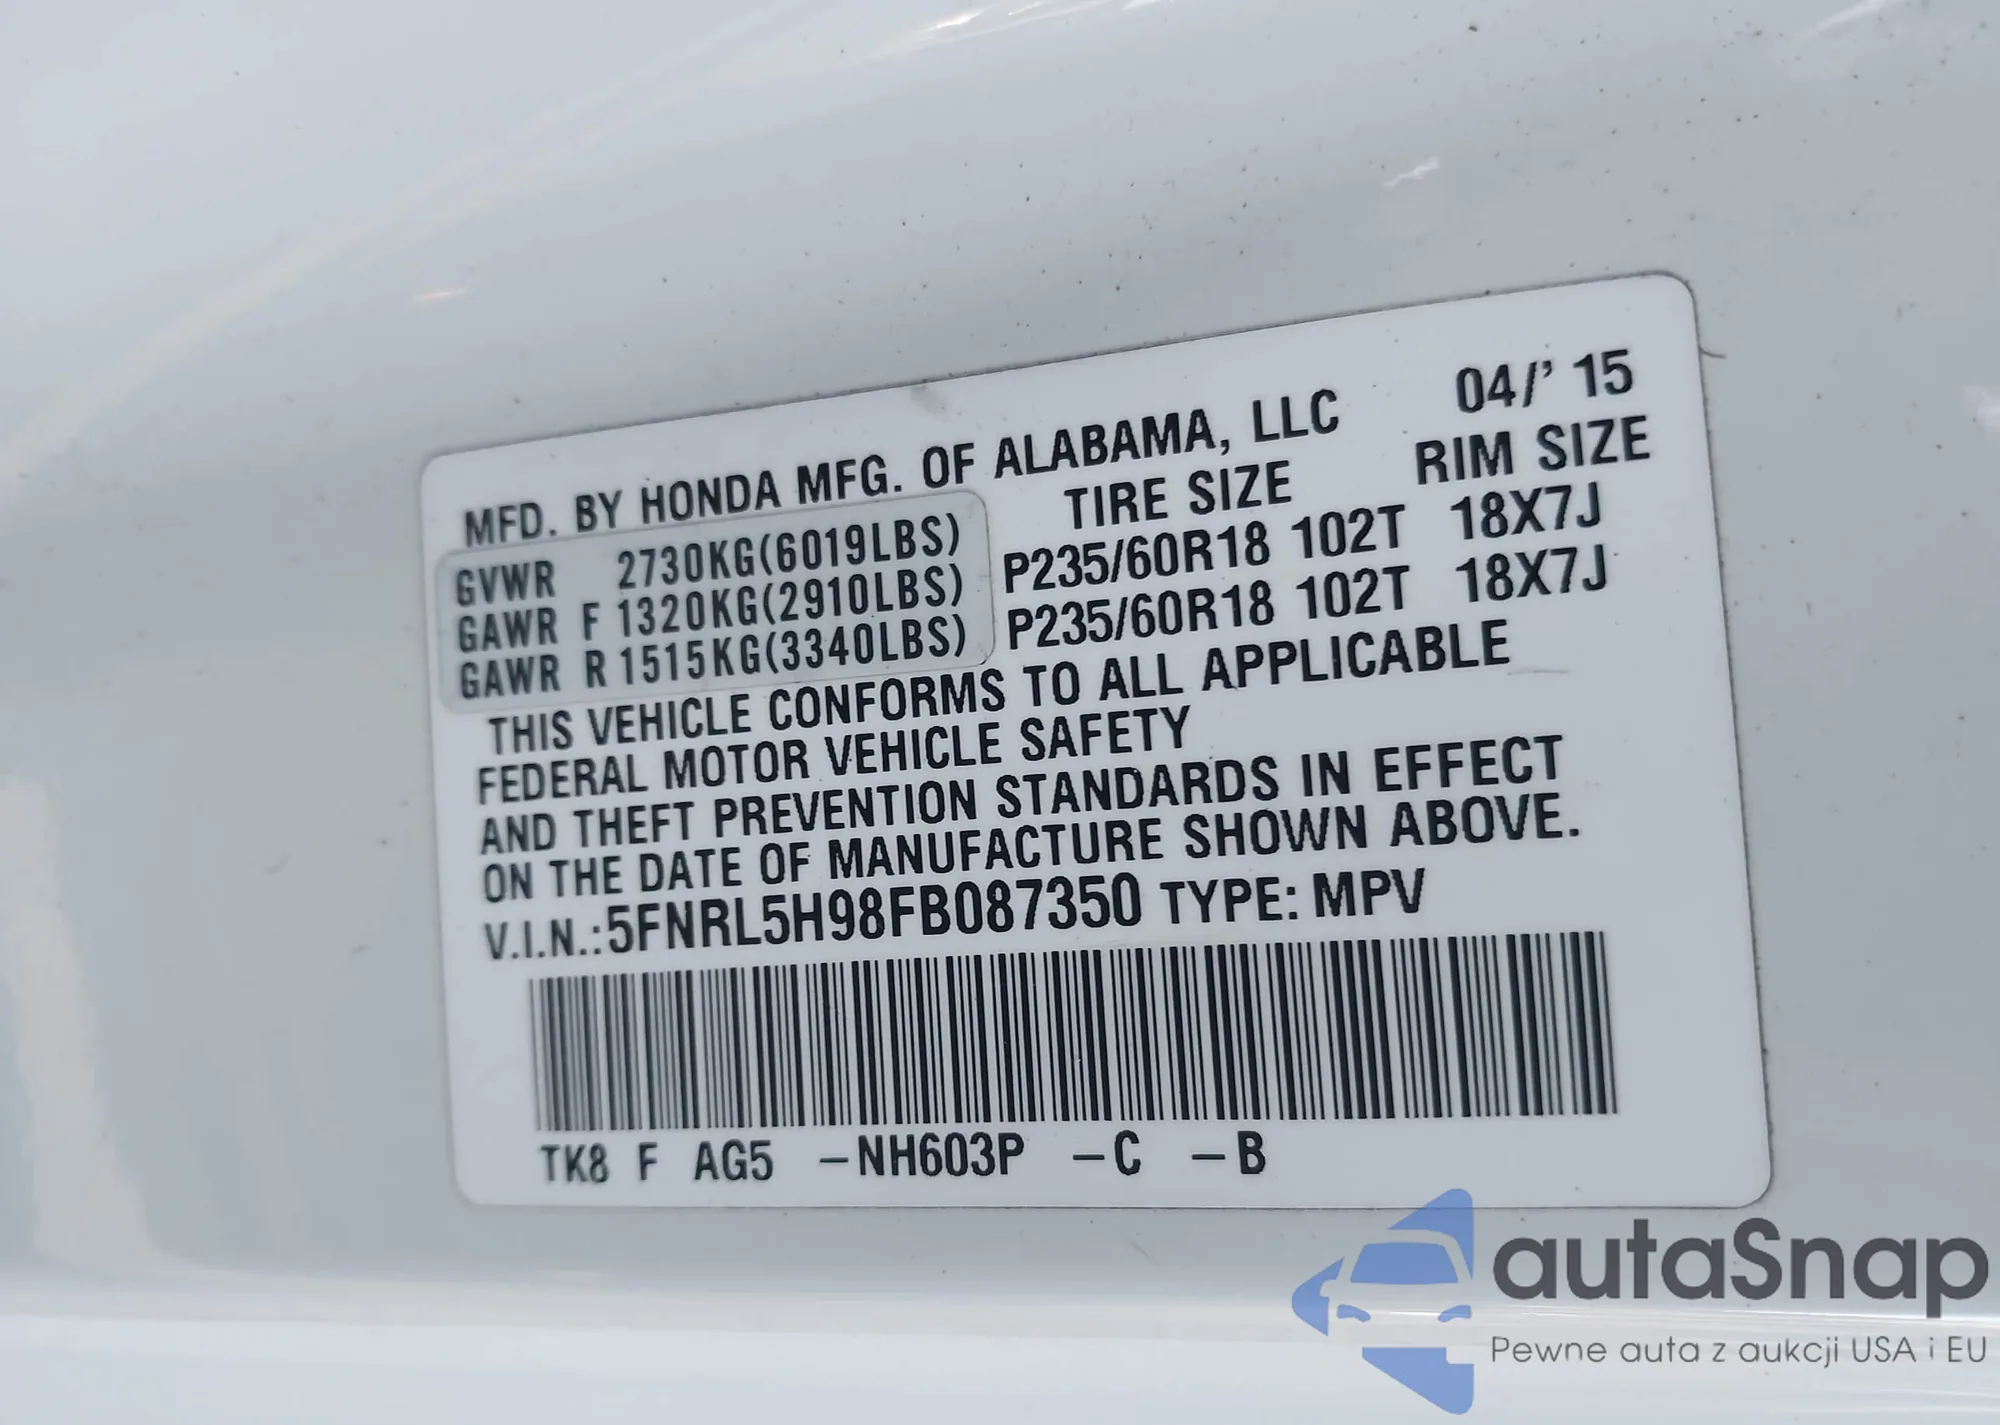 MFD. BY HONDA MFG. OF ALABAMA, LLC 04/' 15
TIRE SIZE RIM SIZE
GVWR 2730KG(6019LBS)
GAWR F 1320KG(2910LBS) P235/60R18 102T 18X7J
GAWR R 1515KG(3340LBS) P235/60R18 102T 18X7J
THIS VEHICLE CONFORMS TO ALL APPLICABLE
FEDERAL MOTOR VEHICLE SAFETY
AND THEFT PREVENTION STANDARDS IN EFFECT
ON THE DATE OF MANUFACTURE SHOWN ABOVE.
V.I.N.:5FNRL5H98FB087350 TYPE: MPV
TK8 F AG5 –NH603P –C –B
autaSnap
Pewne auta z aukcji USA i EU